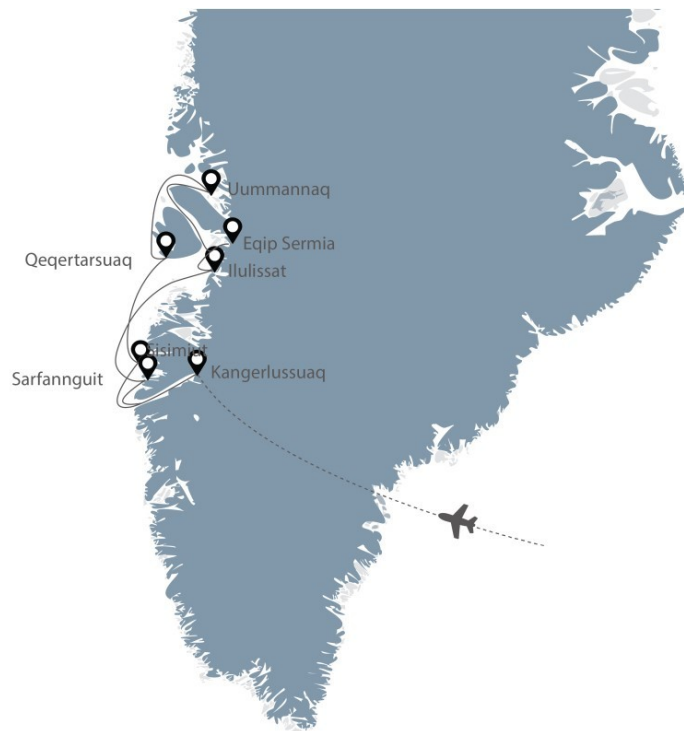 Uummannaq
Eqip Sermia
Qeqertarsuaq
Ilulissat
Sisimiut
Kangerlussuaq
Sarfannguit